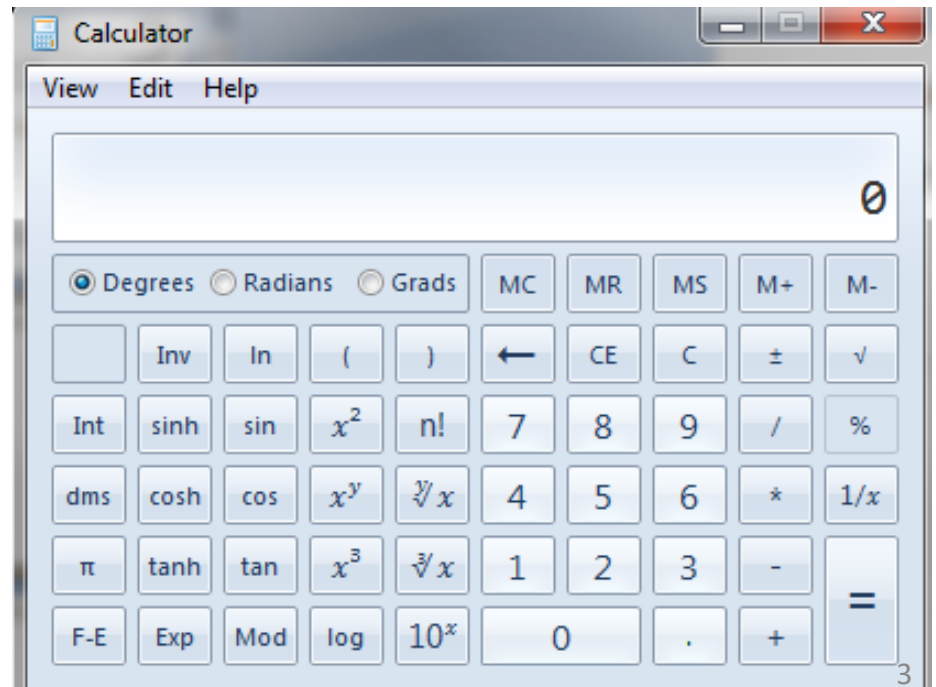 Calculator
View Edit Help
0
Degrees Radians Grads MC MR MS M+ M-
Inv ln ( ) ← CE C ± √
Int sinh sin x² n! 7 8 9 / %
dms cosh cos xʸ ʸ√x 4 5 6 * 1/x
π tanh tan x³ ³√x 1 2 3 - =
F-E Exp Mod log 10ˣ 0 . +
3